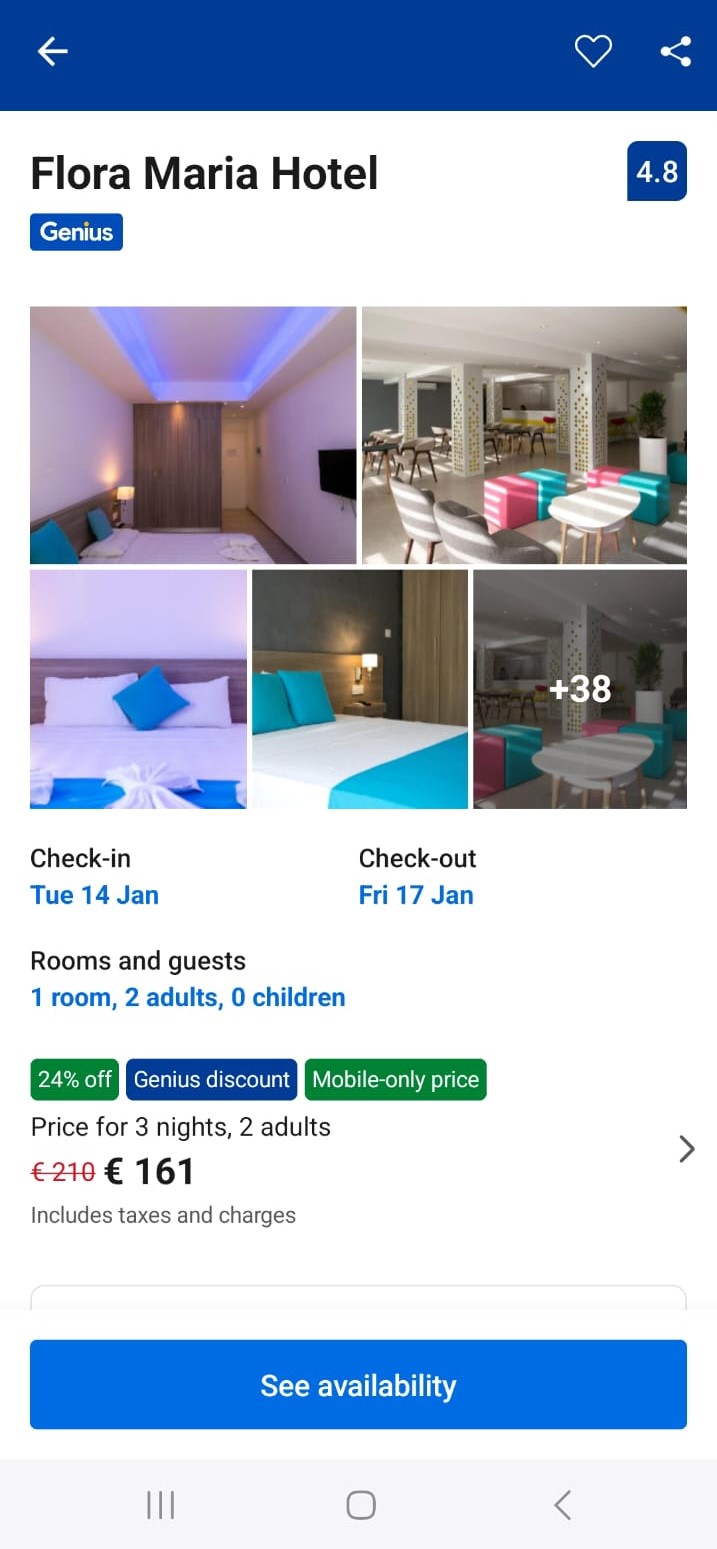 Flora Maria Hotel
4.8
Genius
+38
Check-in
Check-out
Tue 14 Jan
Fri 17 Jan
Rooms and guests
1 room, 2 adults, 0 children
24% off Genius discount Mobile-only price
Price for 3 nights, 2 adults
€ 210 € 161
Includes taxes and charges
See availability